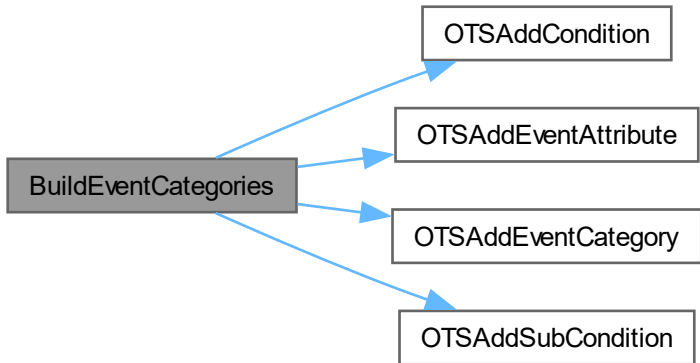 OTSAddCondition
OTSAddEventAttribute
BuildEventCategories
OTSAddEventCategory
OTSAddSubCondition